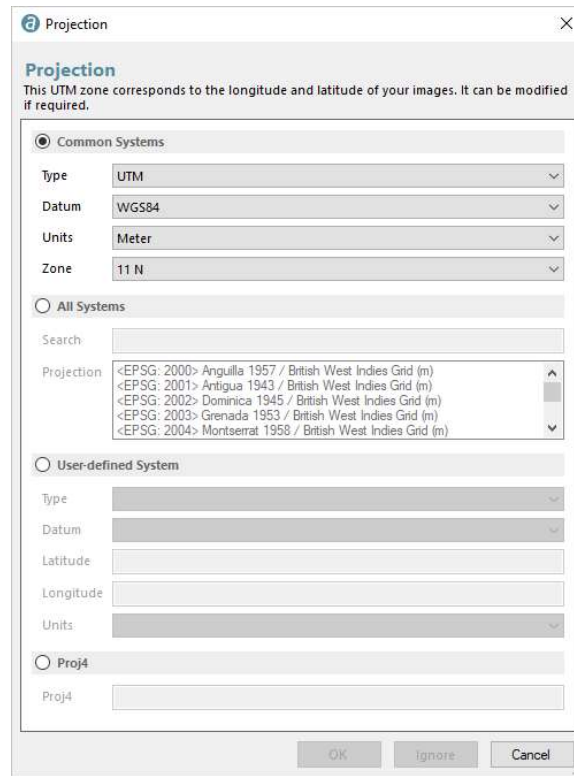 Projection
Projection
This UTM zone corresponds to the longitude and latitude of your images. It can be modified
if required.
Common Systems
Type UTM
Datum WGS84
Units Meter
Zone 11 N
All Systems
Search
Projection <EPSG: 2000> Anguilla 1957 / British West Indies Grid (m)
<EPSG: 2001> Antigua 1943 / British West Indies Grid (m)
<EPSG: 2002> Dominica 1945 / British West Indies Grid (m)
<EPSG: 2003> Grenada 1953 / British West Indies Grid (m)
<EPSG: 2004> Montserrat 1958 / British West Indies Grid (m)
User-defined System
Type
Datum
Latitude
Longitude
Units
Proj4
Proj4
OK Ignore Cancel